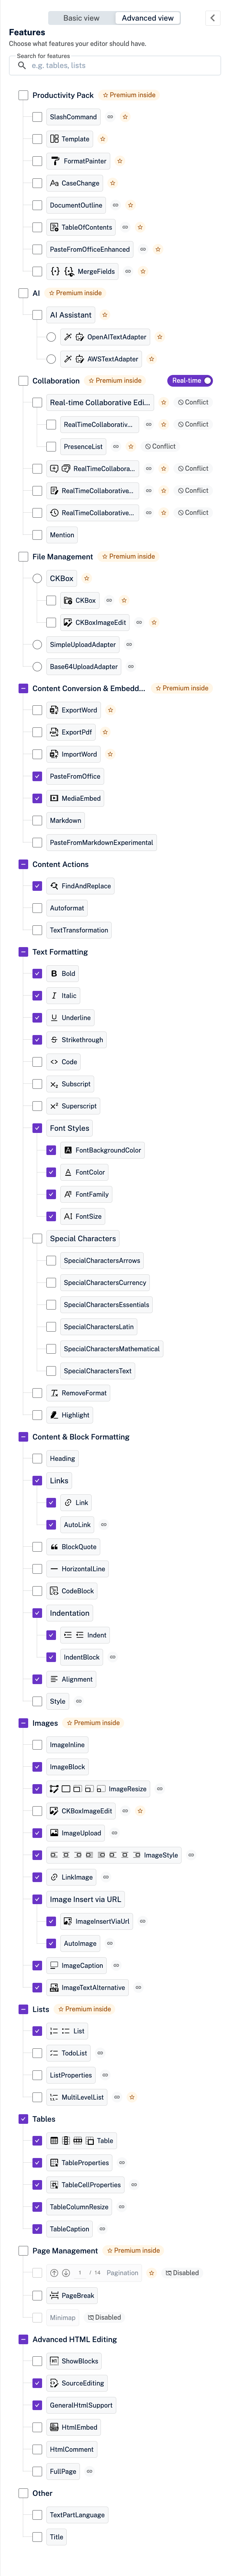 Basic view
Advanced view
Features
Choose what features your editor should have.
Search for features
e.g. tables, lists
Productivity Pack Premium inside
SlashCommand
Template
FormatPainter
Aa CaseChange
DocumentOutline
TableOfContents
PasteFromOfficeEnhanced
MergeFields
AI Premium inside
AI Assistant
OpenAITextAdapter
AWSTextAdapter
Collaboration Premium inside Real-time
Real-time Collaborative Edi... Conflict
RealTimeCollaborativ... Conflict
PresenceList Conflict
RealTimeCollabora... Conflict
RealTimeCollaborative... Conflict
RealTimeCollaborative... Conflict
Mention
File Management Premium inside
CKBox
CKBox
CKBoxImageEdit
SimpleUploadAdapter
Base64UploadAdapter
Content Conversion & Embedd... Premium inside
ExportWord
ExportPdf
ImportWord
PasteFromOffice
MediaEmbed
Markdown
PasteFromMarkdownExperimental
Content Actions
FindAndReplace
Autoformat
TextTransformation
Text Formatting
B Bold
I Italic
U Underline
S Strikethrough
Code
x₂ Subscript
x² Superscript
Font Styles
A FontBackgroundColor
A FontColor
FontFamily
AI FontSize
Special Characters
SpecialCharactersArrows
SpecialCharactersCurrency
SpecialCharactersEssentials
SpecialCharactersLatin
SpecialCharactersMathematical
SpecialCharactersText
RemoveFormat
Highlight
Content & Block Formatting
Heading
Links
Link
AutoLink
BlockQuote
HorizontalLine
CodeBlock
Indentation
Indent
IndentBlock
Alignment
Style
Images Premium inside
ImageInline
ImageBlock
ImageResize
CKBoxImageEdit
ImageUpload
ImageStyle
LinkImage
Image Insert via URL
ImageInsertViaUrl
AutoImage
ImageCaption
ImageTextAlternative
Lists Premium inside
List
TodoList
ListProperties
MultiLevelList
Tables
Table
TableProperties
TableCellProperties
TableColumnResize
TableCaption
Page Management Premium inside
1 / 14 Pagination Disabled
PageBreak
Minimap Disabled
Advanced HTML Editing
ShowBlocks
SourceEditing
GeneralHtmlSupport
HtmlEmbed
HtmlComment
FullPage
Other
TextPartLanguage
Title